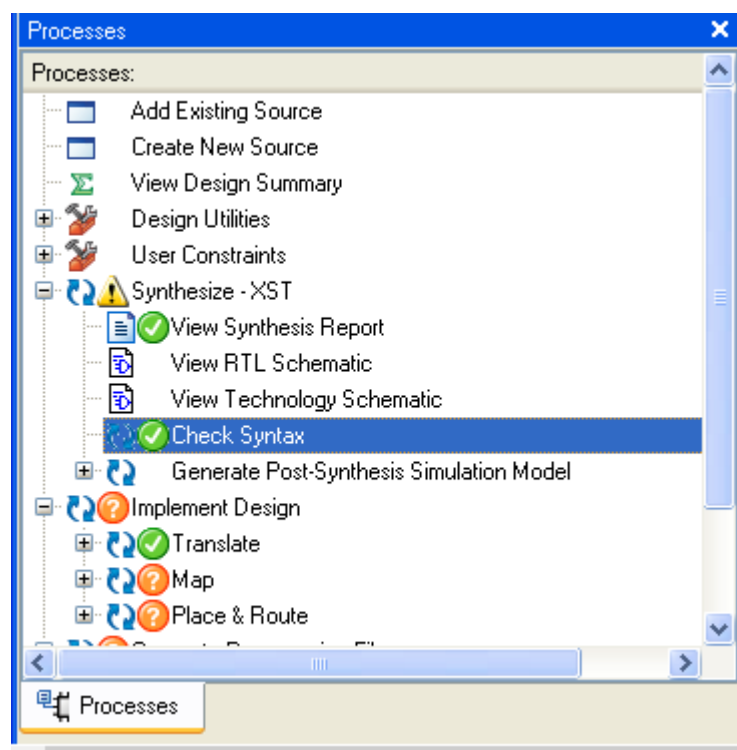 Processes
Processes:
Add Existing Source
Create New Source
View Design Summary
Design Utilities
User Constraints
Synthesize - XST
View Synthesis Report
View RTL Schematic
View Technology Schematic
Check Syntax
Generate Post-Synthesis Simulation Model
Implement Design
Translate
Map
Place & Route
Processes